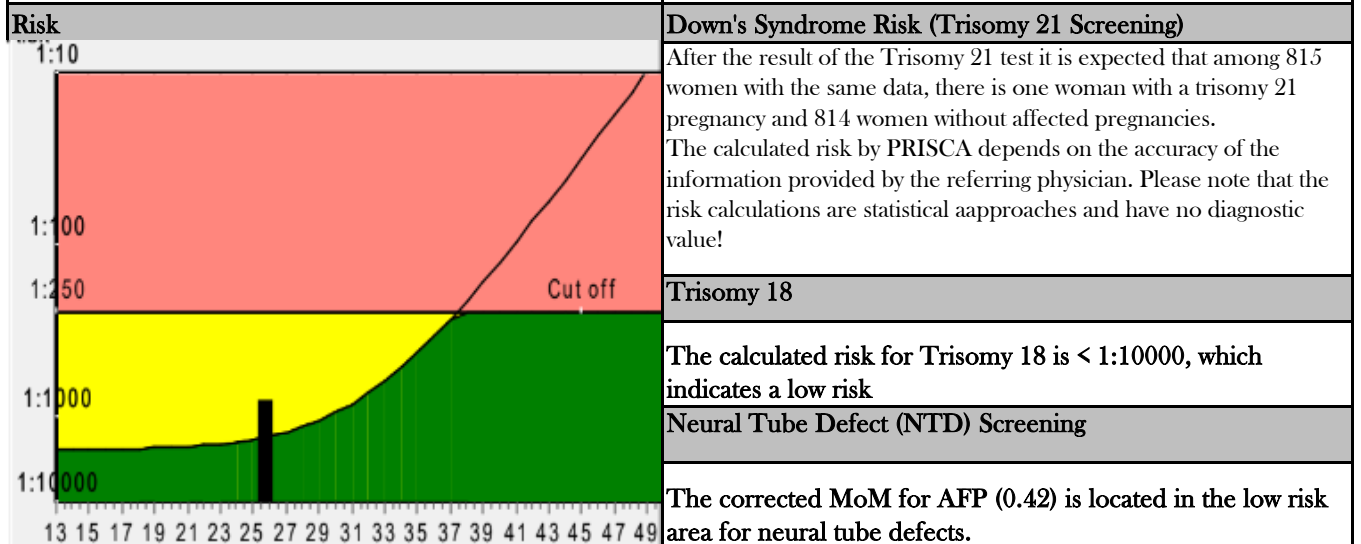 Risk
1:10
1:100
1:250
Cut off
1:1000
1:10000
13 15 17 19 21 23 25 27 29 31 33 35 37 39 41 43 45 47 49
Down's Syndrome Risk (Trisomy 21 Screening)
After the result of the Trisomy 21 test it is expected that among 815
women with the same data, there is one woman with a trisomy 21
pregnancy and 814 women without affected pregnancies.
The calculated risk by PRISCA depends on the accuracy of the
information provided by the referring physician. Please note that the
risk calculations are statistical aapproaches and have no diagnostic
value!
Trisomy 18
The calculated risk for Trisomy 18 is < 1:10000, which
indicates a low risk
Neural Tube Defect (NTD) Screening
The corrected MoM for AFP (0.42) is located in the low risk
area for neural tube defects.